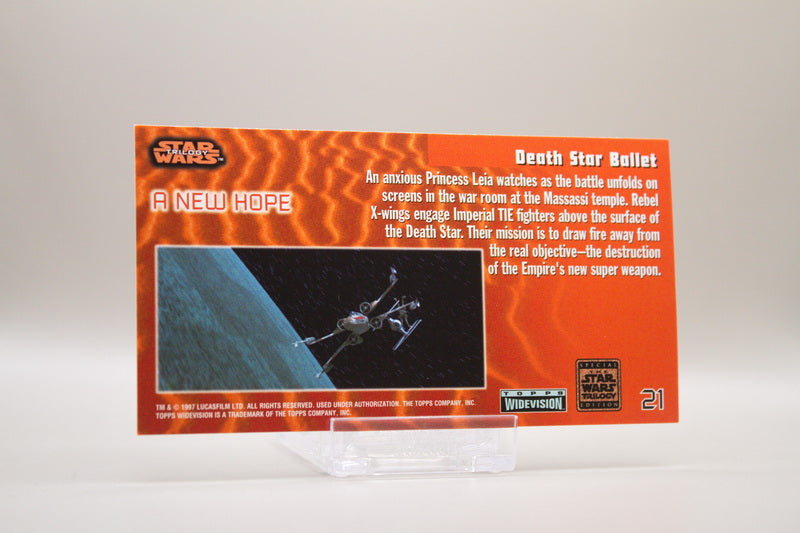 STAR
TRILOGY
WARS™
A NEW HOPE
Death Star Ballet
An anxious Princess Leia watches as the battle unfolds on
screens in the war room at the Massassi temple. Rebel
X-wings engage Imperial TIE fighters above the surface of
the Death Star. Their mission is to draw fire away from
the real objective—the destruction
of the Empire's new super weapon.
TM & © 1997 LUCASFILM LTD. ALL RIGHTS RESERVED. USED UNDER AUTHORIZATION. THE TOPPS COMPANY, INC.
TOPPS WIDEVISION IS A TRADEMARK OF THE TOPPS COMPANY, INC.
TOPPS
WIDEVISION
SPECIAL
THE
STAR
WARS
TRILOGY
EDITION
21